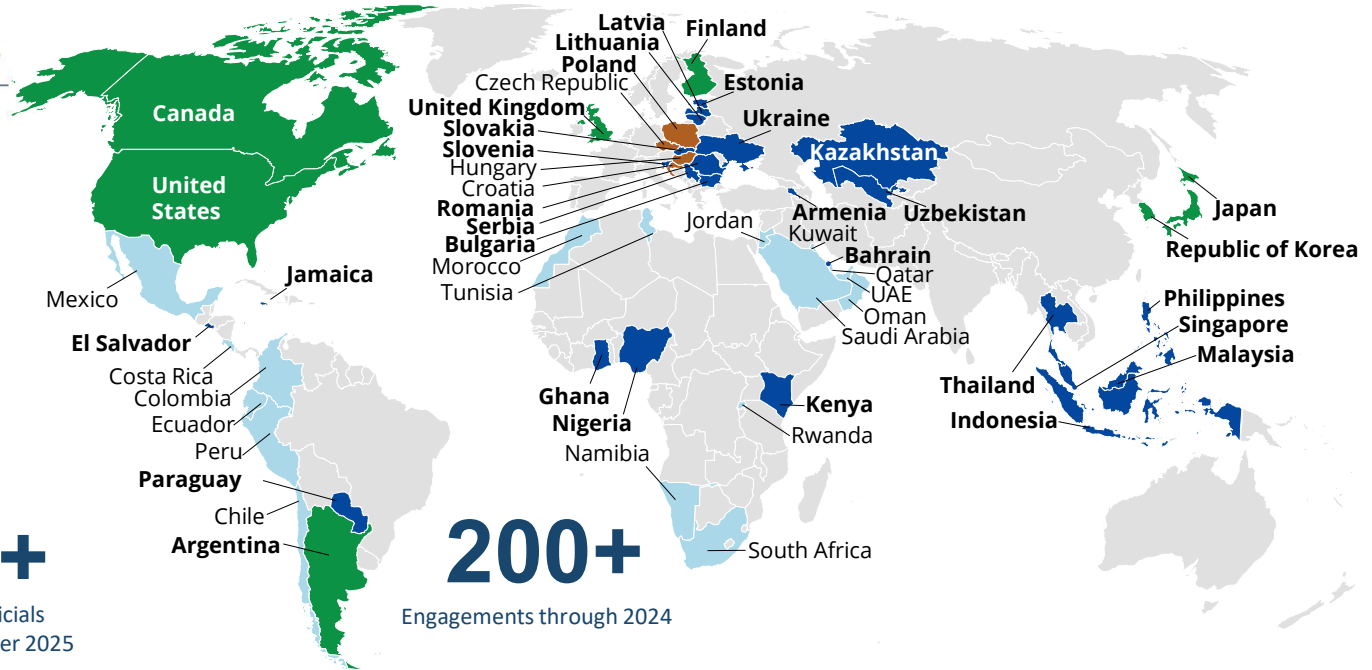 Latvia
Finland
Lithuania
Poland
Czech Republic
Estonia
Canada
United Kingdom
Ukraine
Slovakia
Slovenia
Kazakhstan
Hungary
United
States
Croatia
Romania
Jordan
Armenia
Uzbekistan
Japan
Serbia
Kuwait
Bulgaria
Bahrain
Republic of Korea
Morocco
Qatar
Jamaica
Tunisia
UAE
Mexico
Philippines
Oman
Singapore
El Salvador
Saudi Arabia
Malaysia
Costa Rica
Thailand
Colombia
Ghana
Kenya
Ecuador
Nigeria
Indonesia
Rwanda
Peru
Namibia
Paraguay
Chile
Argentina
200+
+
South Africa
icials
Engagements through 2024
er 2025